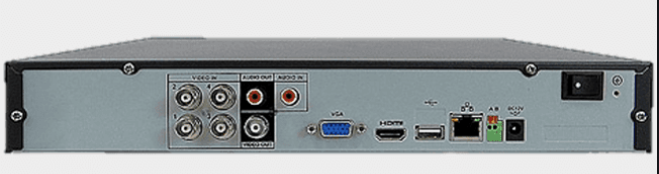 VIDEO IN
AUDIO OUT
AUDIO IN
2
4
1
3
VIDEO OUT
VGA
HDMI
A B
DC12V